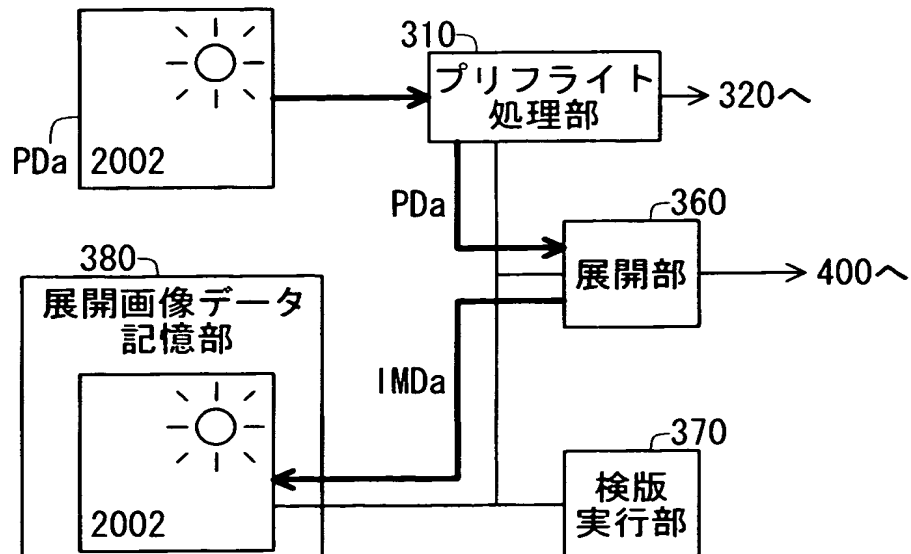 310
プリフライト
処理部
320へ
PDa
2002
PDa
360
展開部
400へ
380
展開画像データ
記憶部
IMDa
2002
370
検版
実行部